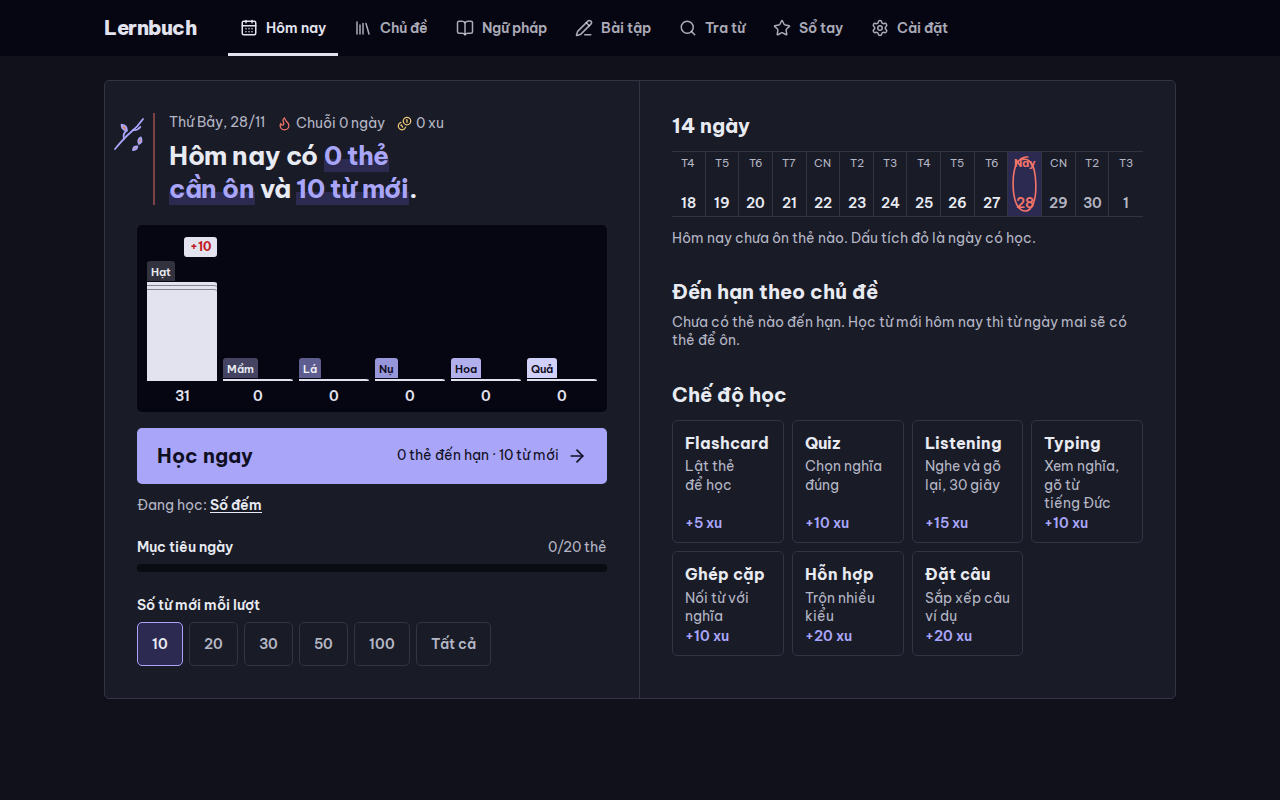 Lernbuch
Hôm nay
Chủ đề
Ngữ pháp
Bài tập
Tra từ
Sổ tay
Cài đặt
Thứ Bảy, 28/11
Chuỗi 0 ngày
0 xu
Hôm nay có 0 thẻ
cần ôn và 10 từ mới.
+10
Hạt
Mầm
Lá
Nụ
Hoa
Quả
31
0
0
0
0
0
Học ngay
0 thẻ đến hạn · 10 từ mới
Đang học: Số đếm
Mục tiêu ngày
0/20 thẻ
Số từ mới mỗi lượt
10
20
30
50
100
Tất cả
14 ngày
T4 T5 T6 T7 CN T2 T3 T4 T5 T6 Nay CN T2 T3
18 19 20 21 22 23 24 25 26 27 28 29 30 1
Hôm nay chưa ôn thẻ nào. Dấu tích đỏ là ngày có học.
Đến hạn theo chủ đề
Chưa có thẻ nào đến hạn. Học từ mới hôm nay thì từ ngày mai sẽ có
thẻ để ôn.
Chế độ học
Flashcard
Lật thẻ
để học
+5 xu
Quiz
Chọn nghĩa
đúng
+10 xu
Listening
Nghe và gõ
lại, 30 giây
+15 xu
Typing
Xem nghĩa,
gõ từ
tiếng Đức
+10 xu
Ghép cặp
Nối từ với
nghĩa
+10 xu
Hỗn hợp
Trộn nhiều
kiểu
+20 xu
Đặt câu
Sắp xếp câu
ví dụ
+20 xu